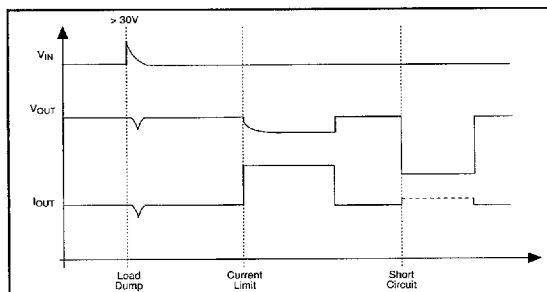 > 30V
VIN
VOUT
IOUT
Load
Dump
Current
Limit
Short
Circuit